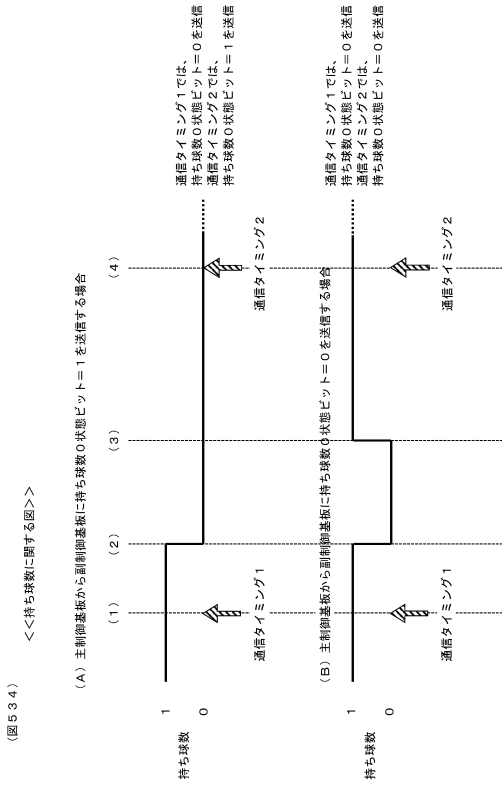 （図５３４）
＜＜持ち球数に関する図＞＞
（Ａ）主制御基板から副制御基板に持ち球数０状態ビット＝１を送信する場合
（１）
（２）
（３）
（４）
持ち球数
１
０
通信タイミング１
通信タイミング２
通信タイミング１では、
持ち球数０状態ビット＝０を送信
通信タイミング２では、
持ち球数０状態ビット＝１を送信
（Ｂ）主制御基板から副制御基板に持ち球数０状態ビット＝０を送信する場合
持ち球数
１
０
通信タイミング１
通信タイミング２
通信タイミング１では、
持ち球数０状態ビット＝０を送信
通信タイミング２では、
持ち球数０状態ビット＝０を送信